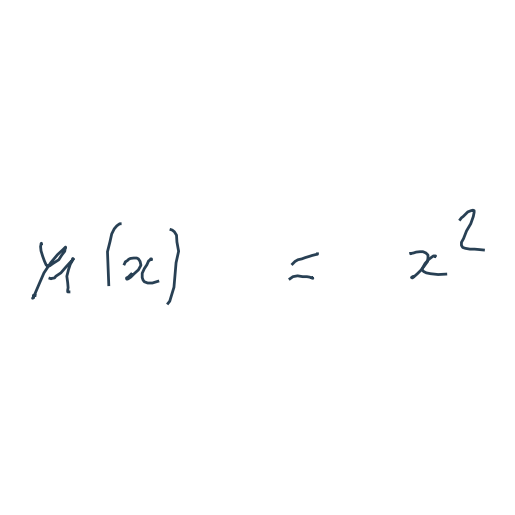 y₁(x) = x²